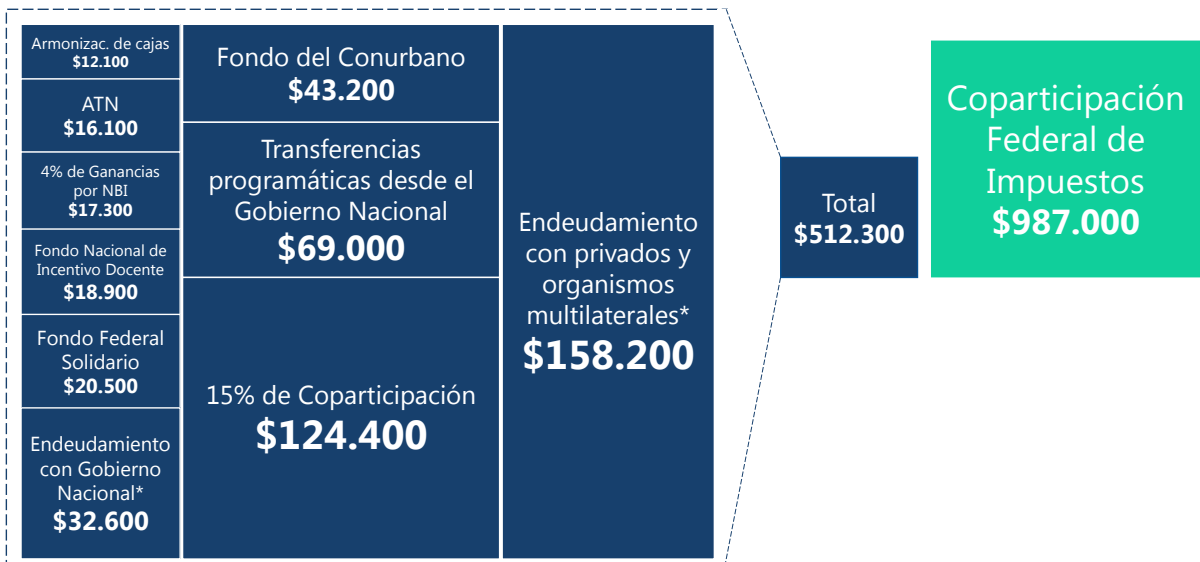 Armonizac. de cajas
$12.100
ATN
$16.100
4% de Ganancias
por NBI
$17.300
Fondo Nacional de
Incentivo Docente
$18.900
Fondo Federal
Solidario
$20.500
Endeudamiento
con Gobierno
Nacional*
$32.600
Fondo del Conurbano
$43.200
Transferencias
programáticas desde el
Gobierno Nacional
$69.000
15% de Coparticipación
$124.400
Endeudamiento
con privados y
organismos
multilaterales*
$158.200
Total
$512.300
Coparticipación
Federal de
Impuestos
$987.000